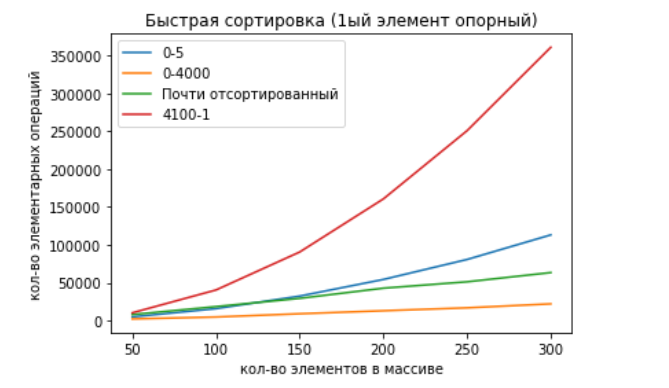 Быстрая сортировка (1ый элемент опорный)
кол-во элементарных операций
350000
300000
250000
200000
150000
100000
50000
0
0-5
0-4000
Почти отсортированный
4100-1
50 100 150 200 250 300
кол-во элементов в массиве